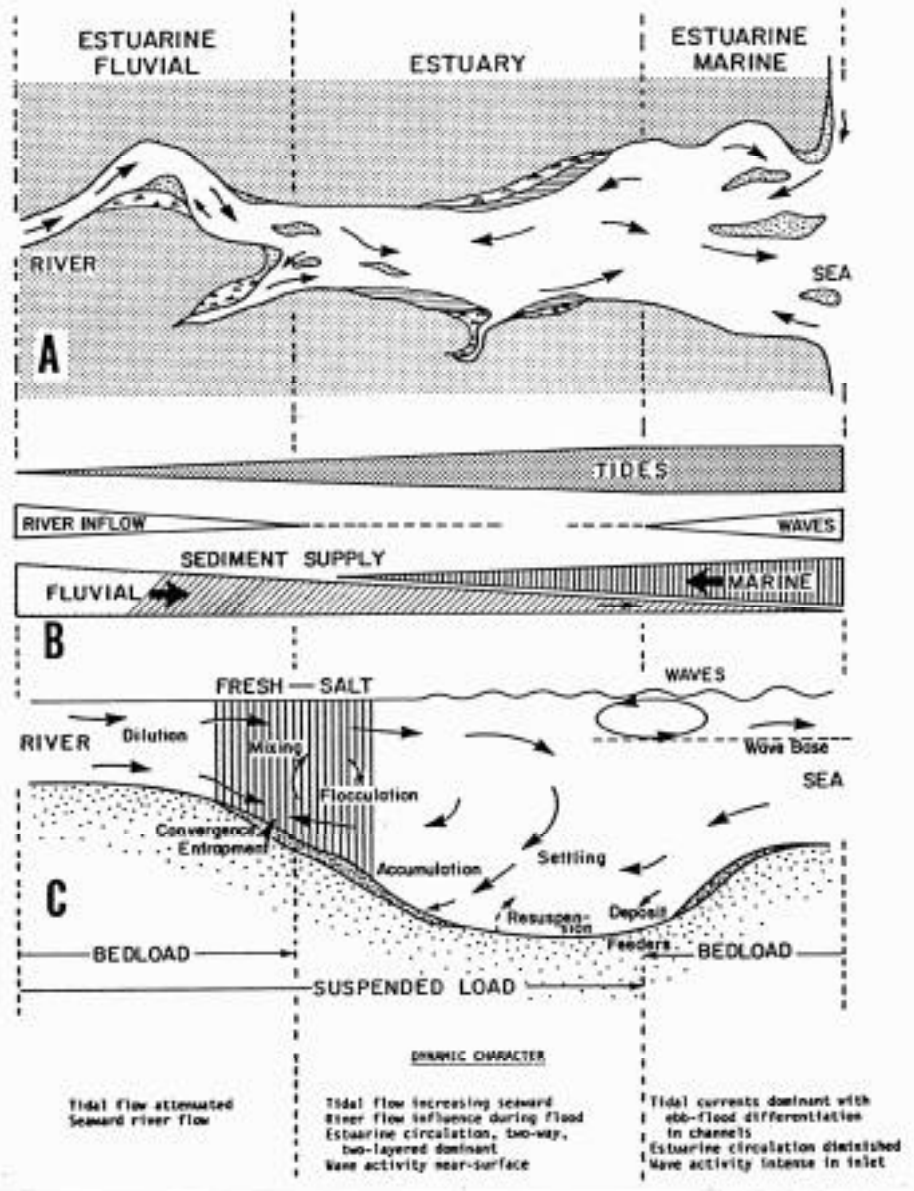 ESTUARINE
FLUVIAL
ESTUARY
ESTUARINE
MARINE
RIVER
SEA
A
TIDES
RIVER INFLOW
WAVES
SEDIMENT SUPPLY
FLUVIAL
MARINE
B
FRESH — SALT
WAVES
RIVER
Dilution
Mixing
Wave Base
Flocculation
SEA
Convergence
Entrapment
Accumulation
Settling
C
Resuspen-
sion
Deposit
Feeders
BEDLOAD
BEDLOAD
SUSPENDED LOAD
DYNAMIC CHARACTER
Tidal flow attenuated
Seaward river flow
Tidal flow increasing seaward
River flow influence during flood
Estuarine circulation, two-way,
two-layered dominant
Wave activity near-surface
Tidal currents dominant with
ebb-flood differentiation
in channels
Estuarine circulation diminished
Wave activity intense in inlet